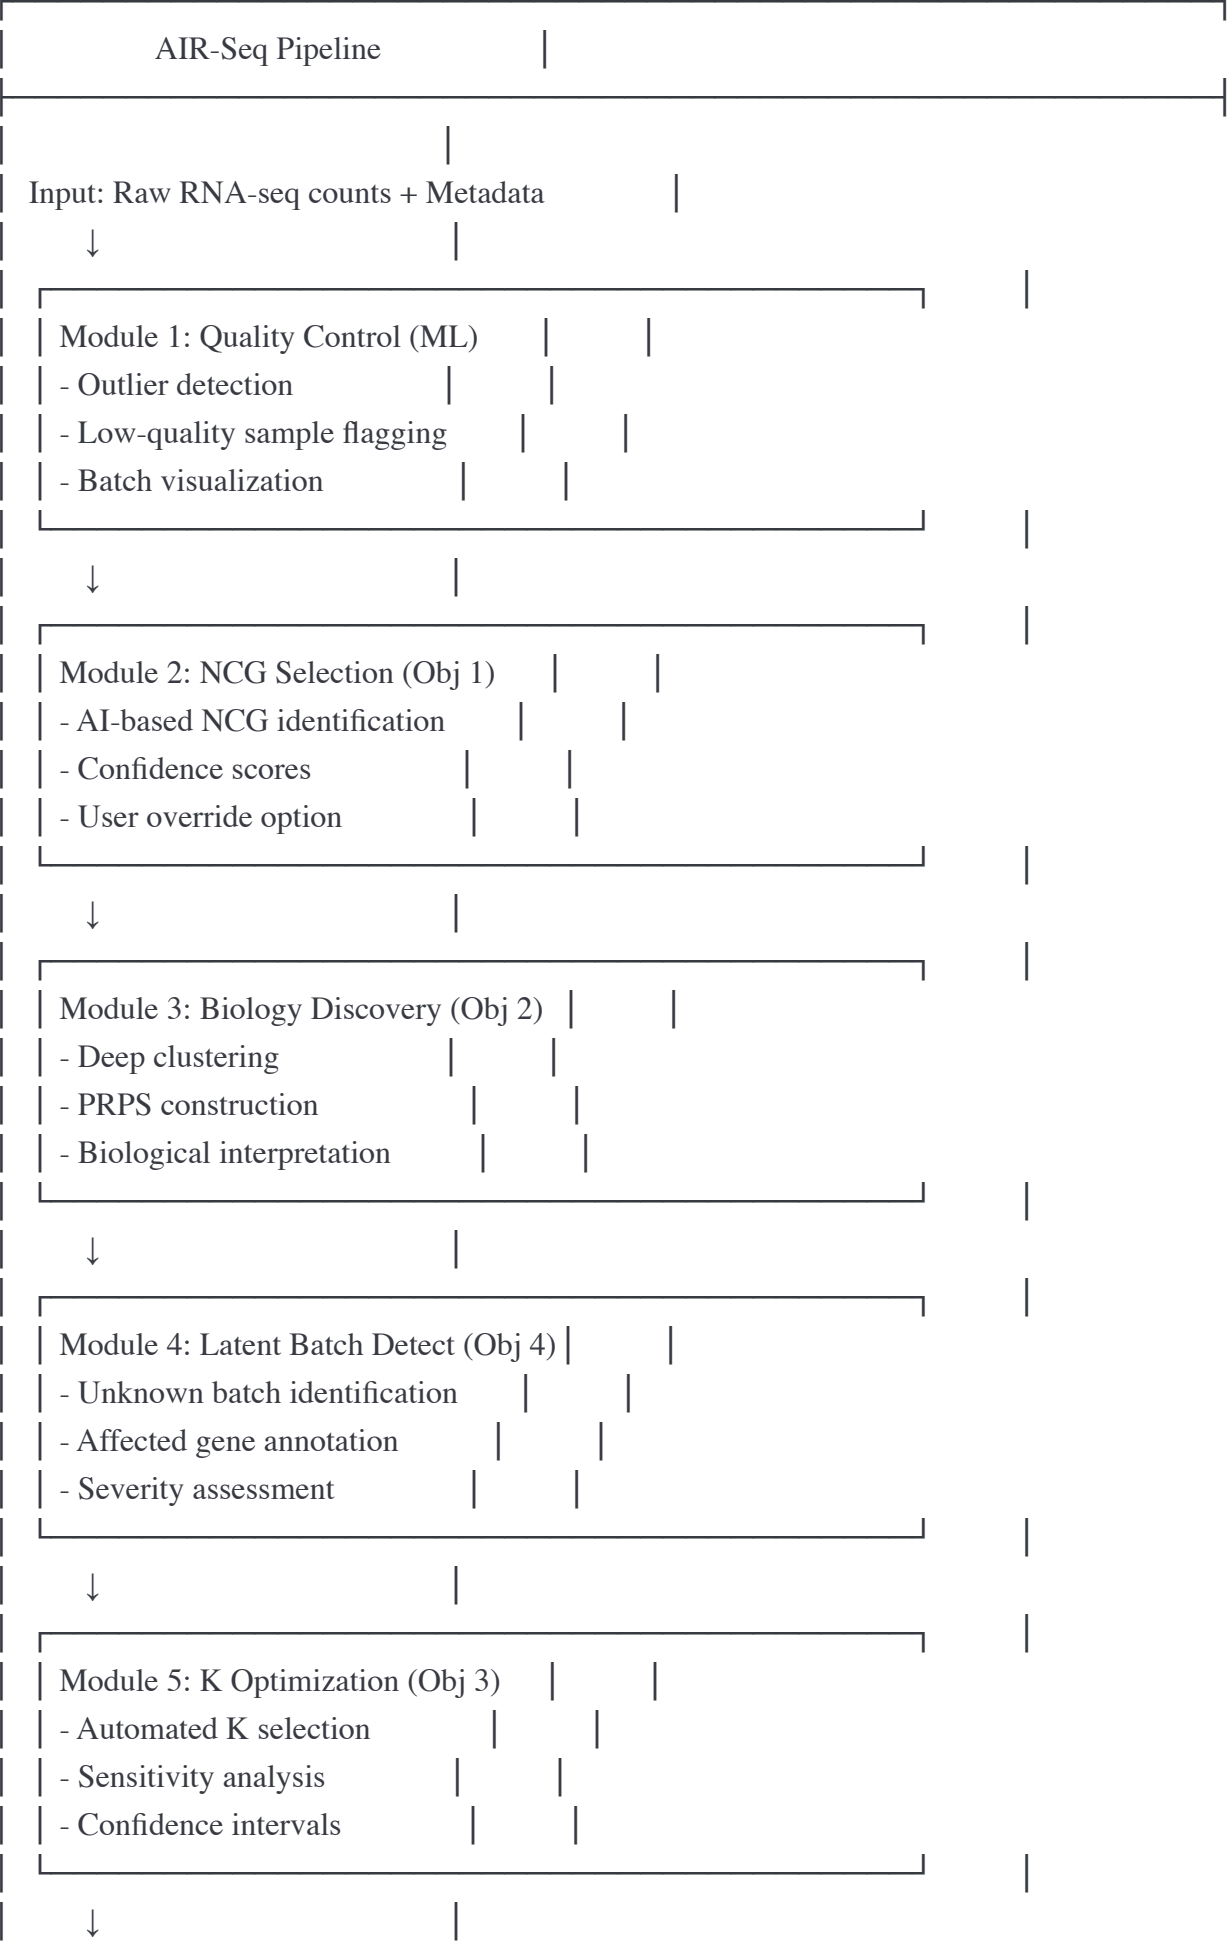 AIR-Seq Pipeline
Input: Raw RNA-seq counts + Metadata
↓
Module 1: Quality Control (ML)
- Outlier detection
- Low-quality sample flagging
- Batch visualization
↓
Module 2: NCG Selection (Obj 1)
- AI-based NCG identification
- Confidence scores
- User override option
↓
Module 3: Biology Discovery (Obj 2)
- Deep clustering
- PRPS construction
- Biological interpretation
↓
Module 4: Latent Batch Detect (Obj 4)
- Unknown batch identification
- Affected gene annotation
- Severity assessment
↓
Module 5: K Optimization (Obj 3)
- Automated K selection
- Sensitivity analysis
- Confidence intervals
↓